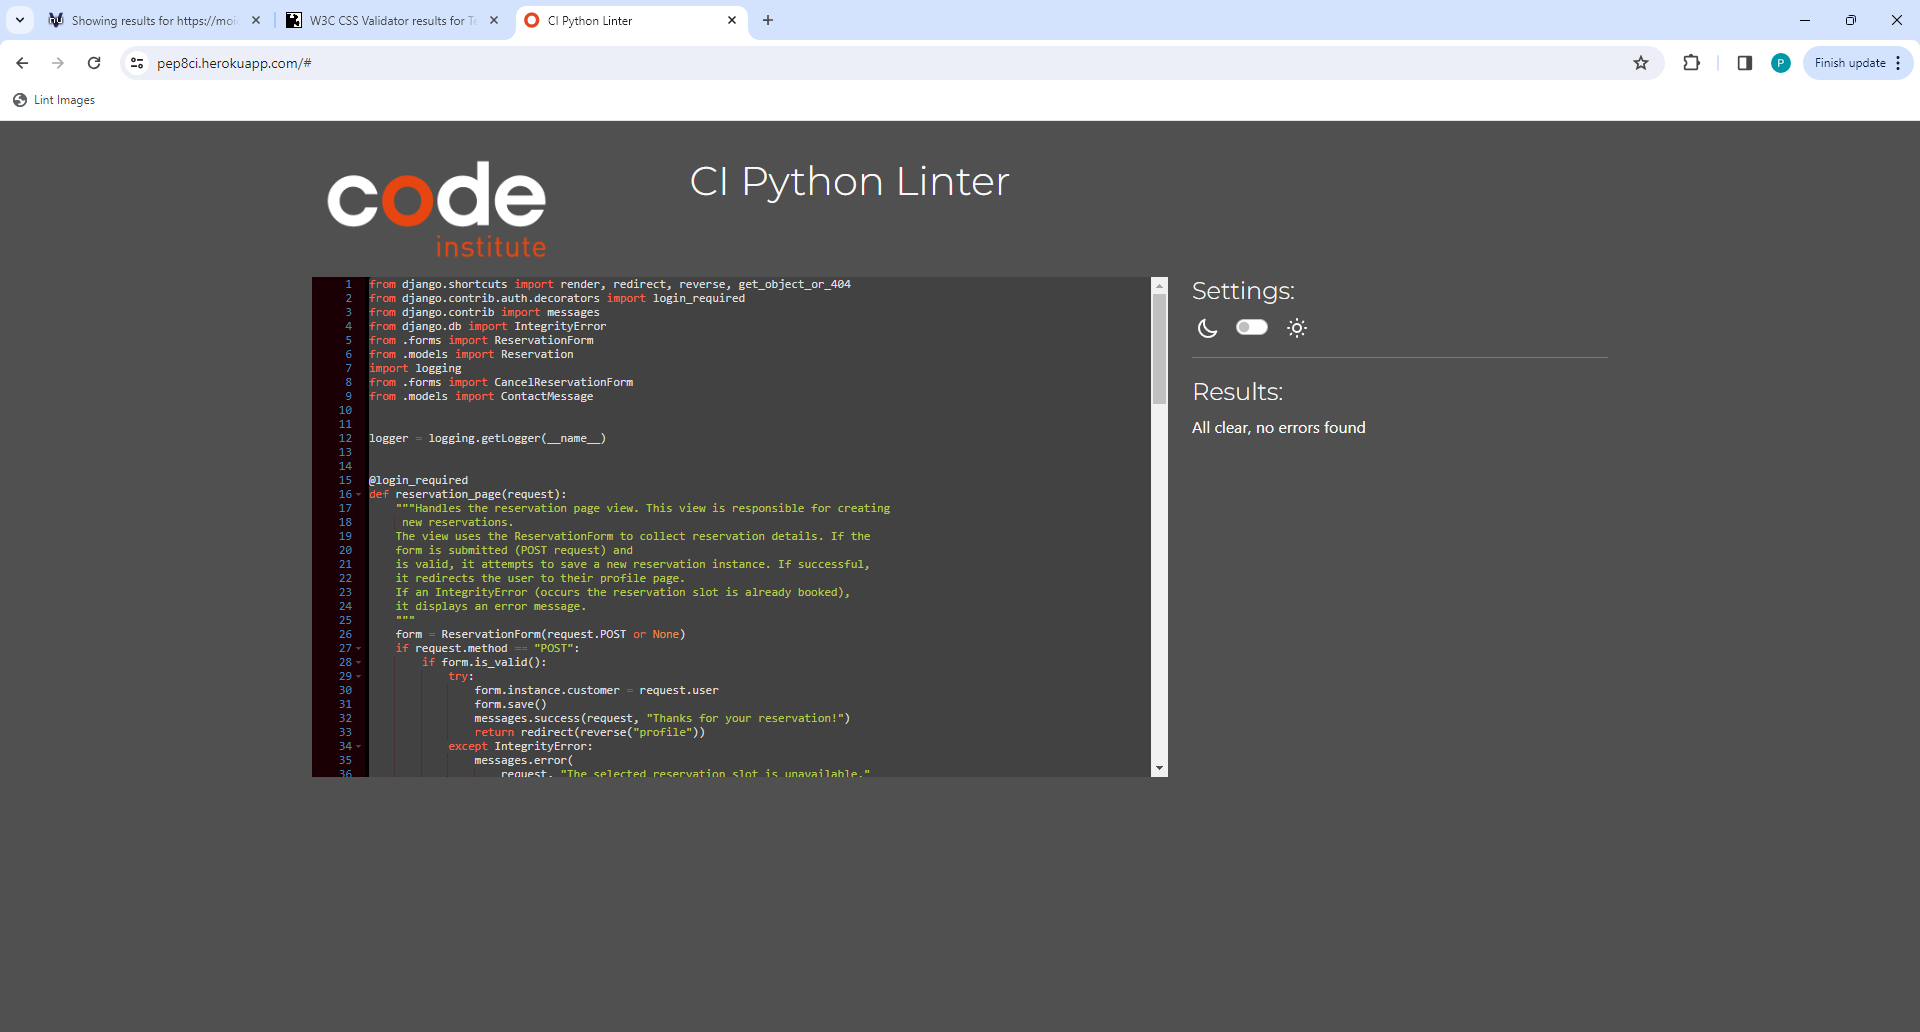 Showing results for https://moi
W3C CSS Validator results for Te
CI Python Linter
pep8ci.herokuapp.com/#
P
Finish update
Lint Images
code
institute
CI Python Linter
1 from django.shortcuts import render, redirect, reverse, get_object_or_404
2 from django.contrib.auth.decorators import login_required
3 from django.contrib import messages
4 from django.db import IntegrityError
5 from .forms import ReservationForm
6 from .models import Reservation
7 import logging
8 from .forms import CancelReservationForm
9 from .models import ContactMessage
10
11
12 logger = logging.getLogger(__name__)
13
14
15 @login_required
16 def reservation_page(request):
17     """Handles the reservation page view. This view is responsible for creating
18      new reservations.
19     The view uses the ReservationForm to collect reservation details. If the
20     form is submitted (POST request) and
21     is valid, it attempts to save a new reservation instance. If successful,
22     it redirects the user to their profile page.
23     If an IntegrityError (occurs the reservation slot is already booked),
24     it displays an error message.
25     """
26     form = ReservationForm(request.POST or None)
27     if request.method == "POST":
28         if form.is_valid():
29             try:
30                 form.instance.customer = request.user
31                 form.save()
32                 messages.success(request, "Thanks for your reservation!")
33                 return redirect(reverse("profile"))
34             except IntegrityError:
35                 messages.error(
36                     request, "The selected reservation slot is unavailable."
Settings:
Results:
All clear, no errors found